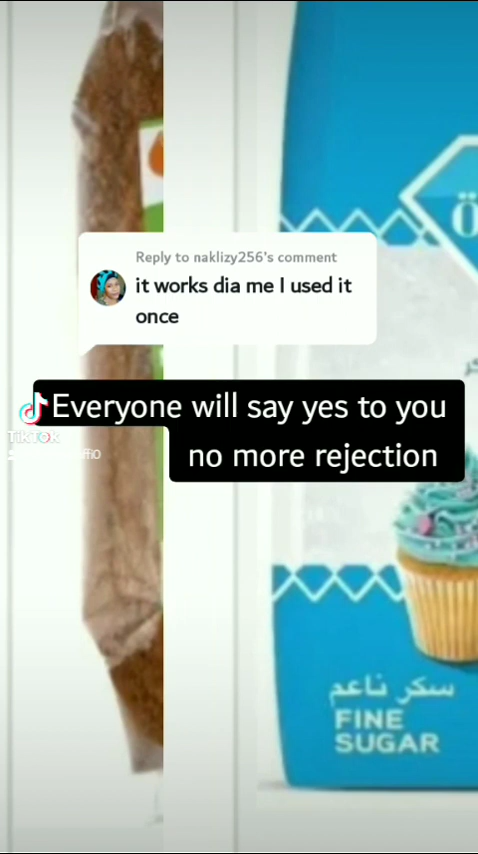 Reply to naklizy256's comment
it works dia me I used it
once
Everyone will say yes to you
no more rejection
TikTok
سكر ناعم
FINE
SUGAR